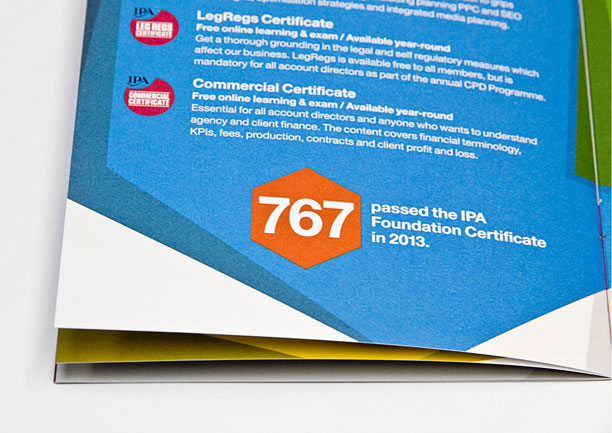 planning PPC and SEO
optimisation strategies and integrated media planning.
IPA
LEG REGS
CERTIFICATE
LegRegs Certificate
Free online learning & exam / Available year-round
Get a thorough grounding in the legal and self regulatory measures which
affect our business. LegRegs is available free to all members, but is
mandatory for all account directors as part of the annual CPD Programme.
IPA
COMMERCIAL
CERTIFICATE
Commercial Certificate
Free online learning & exam / Available year-round
Essential for all account directors and anyone who wants to understand
agency and client finance. The content covers financial terminology,
KPIs, fees, production, contracts and client profit and loss.
767
passed the IPA
Foundation Certificate
in 2013.